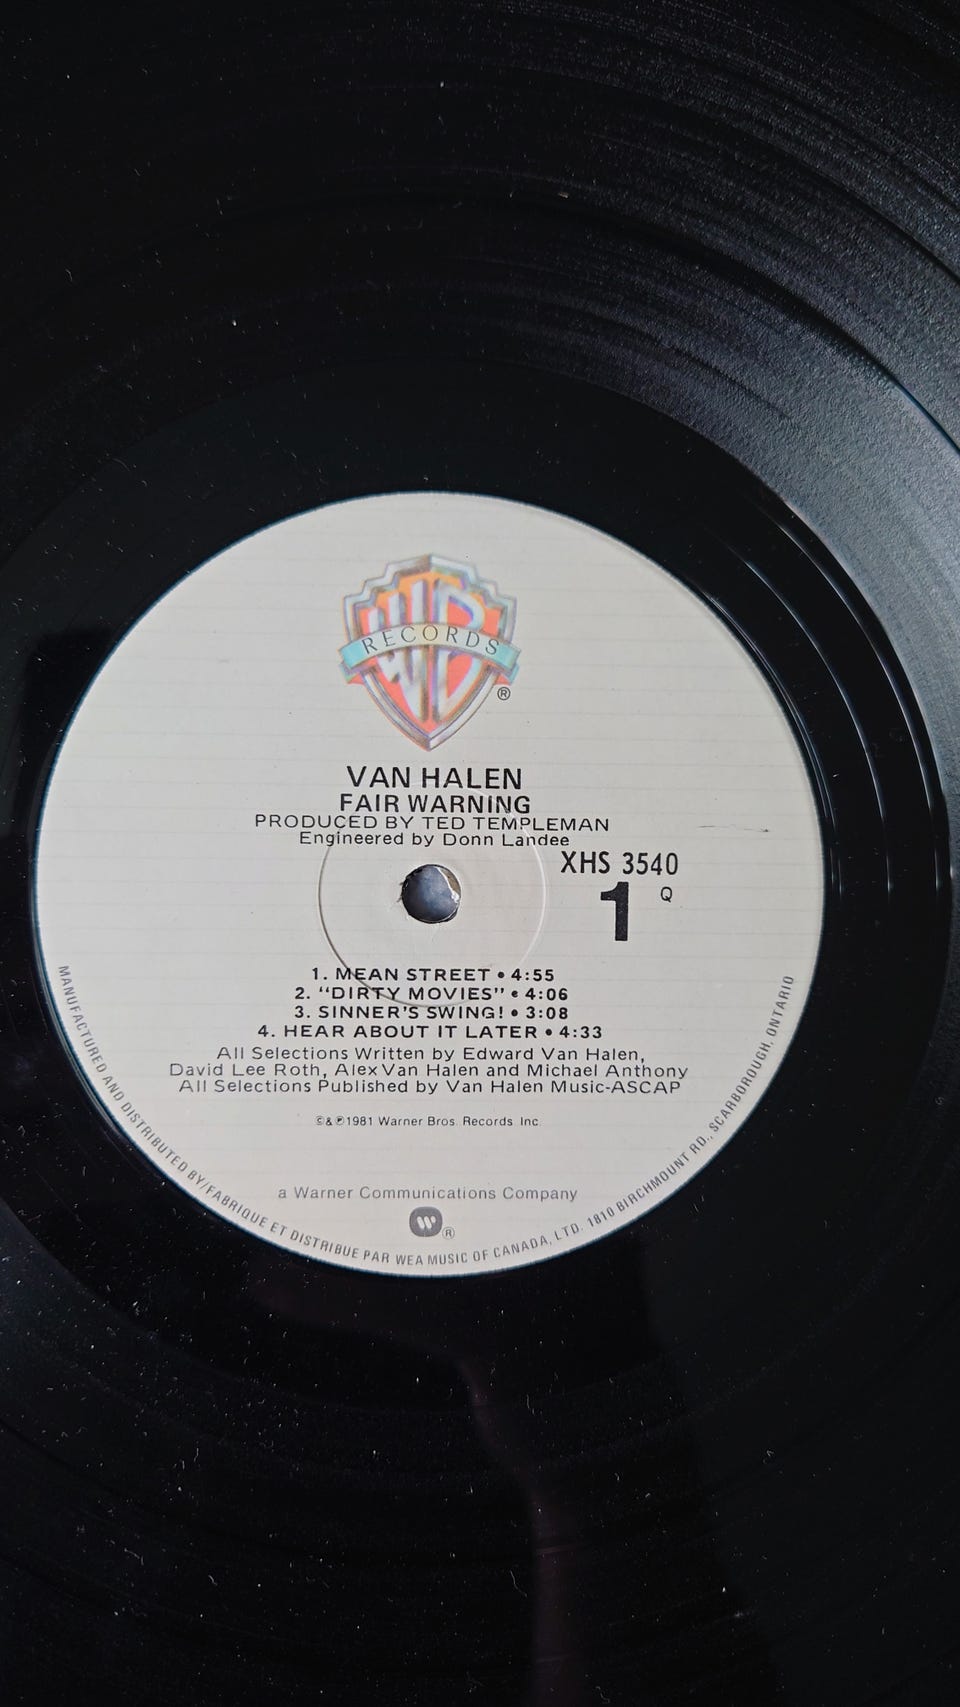 WB
RECORDS
®
VAN HALEN
FAIR WARNING
PRODUCED BY TED TEMPLEMAN
Engineered by Donn Landee
XHS 3540
1 Q
1. MEAN STREET • 4:55
2. “DIRTY MOVIES” • 4:06
3. SINNER'S SWING! • 3:08
4. HEAR ABOUT IT LATER • 4:33
All Selections Written by Edward Van Halen,
David Lee Roth, Alex Van Halen and Michael Anthony
All Selections Published by Van Halen Music-ASCAP
©&℗1981 Warner Bros. Records Inc.
a Warner Communications Company
®
MANUFACTURED AND DISTRIBUTED BY/FABRIQUE ET DISTRIBUE PAR WEA MUSIC OF CANADA, LTD. 1810 BIRCHMOUNT RD., SCARBOROUGH, ONTARIO